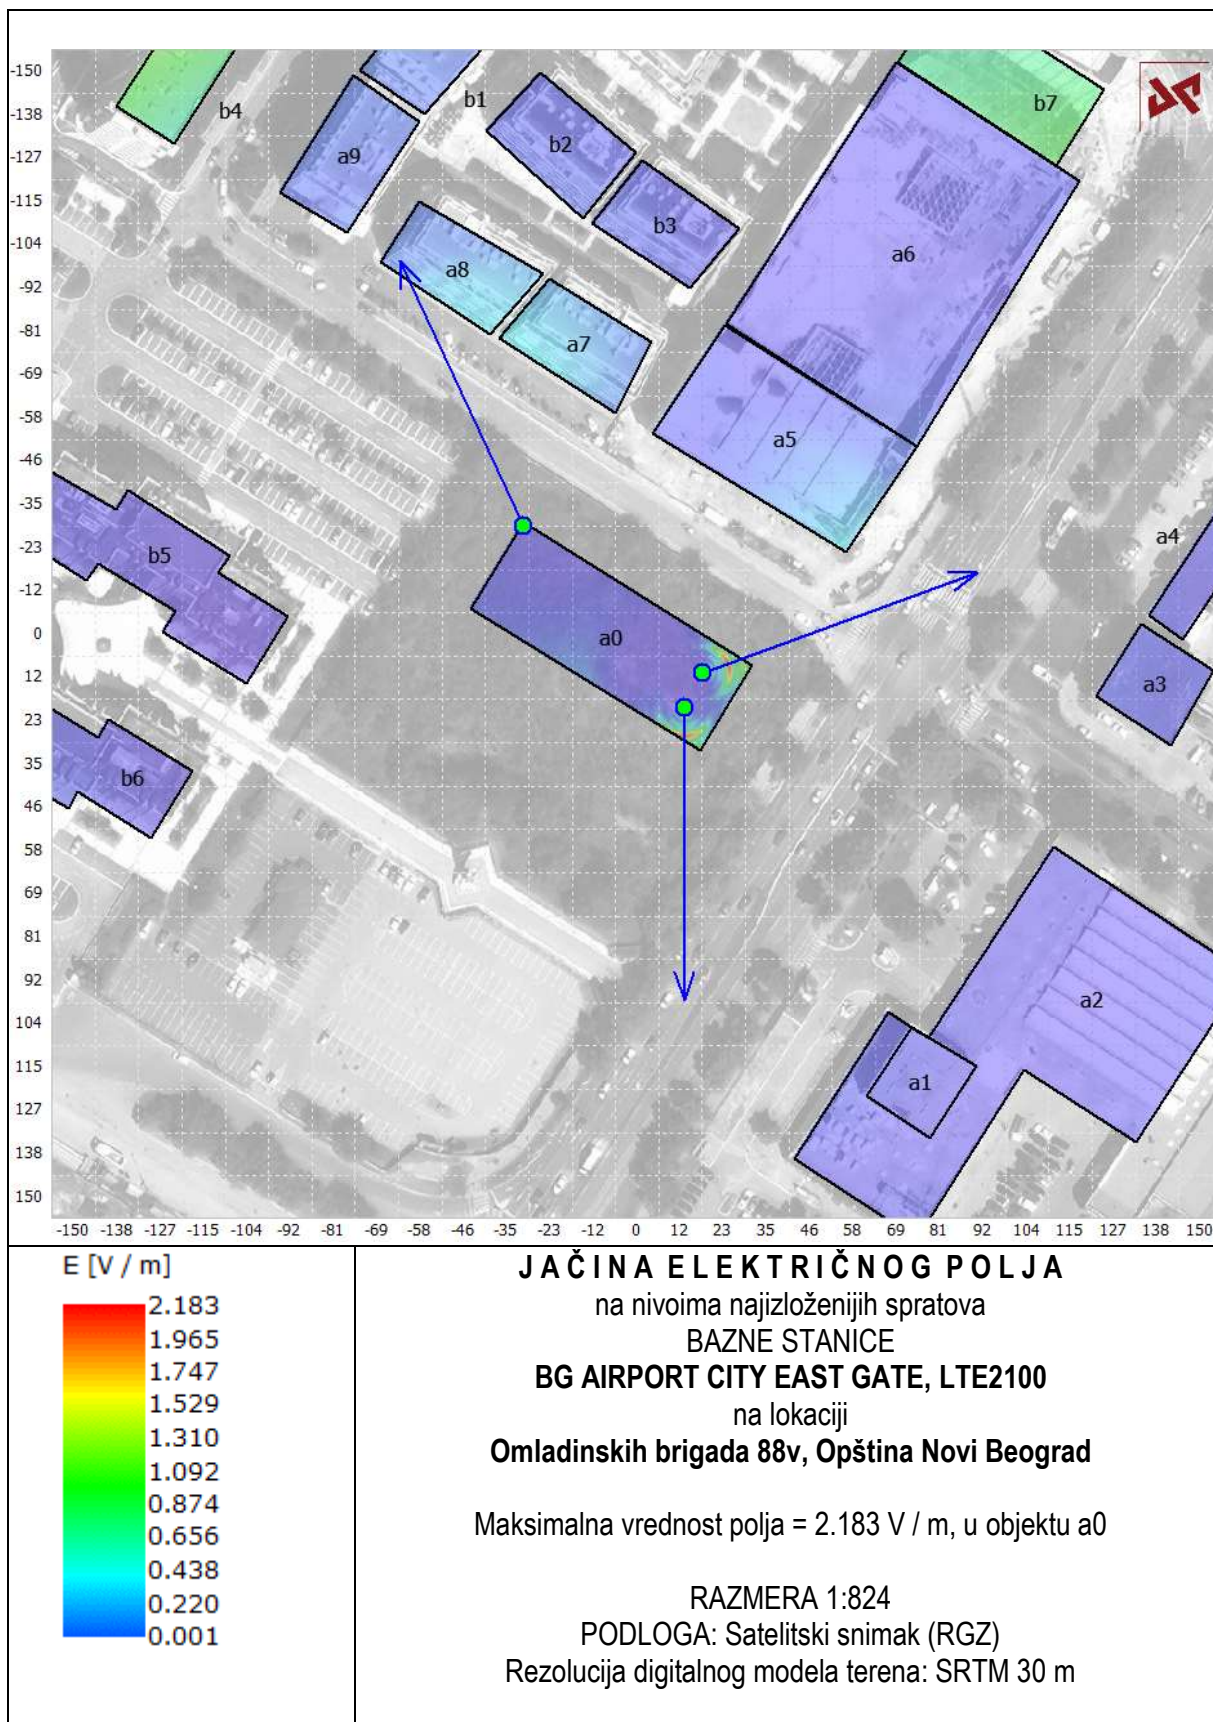 -150
-138
-127
-115
-104
-92
-81
-69
-58
-46
-35
-23
-12
0
12
23
35
46
58
69
81
92
104
115
127
138
150
b4
b1
b7
a9
b2
b3
a6
a8
a7
a5
a4
b5
a0
a3
b6
a2
a1
-150 -138 -127 -115 -104 -92 -81 -69 -58 -46 -35 -23 -12 0 12 23 35 46 58 69 81 92 104 115 127 138 150
E [V / m]
2.183
1.965
1.747
1.529
1.310
1.092
0.874
0.656
0.438
0.220
0.001
JAČINA ELEKTRIČNOG POLJA
na nivoima najizloženijih spratova
BAZNE STANICE
BG AIRPORT CITY EAST GATE, LTE2100
na lokaciji
Omladinskih brigada 88v, Opština Novi Beograd
Maksimalna vrednost polja = 2.183 V / m, u objektu a0
RAZMERA 1:824
PODLOGA: Satelitski snimak (RGZ)
Rezolucija digitalnog modela terena: SRTM 30 m